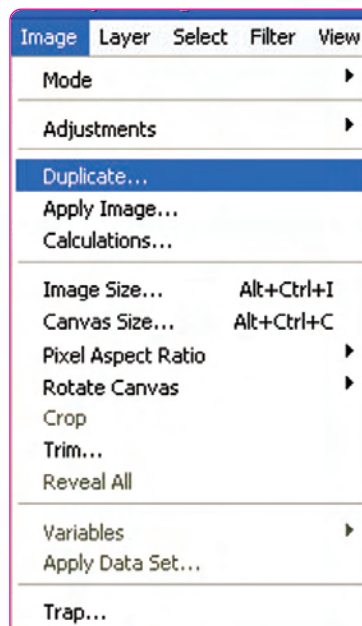 Image Layer Select Filter View
Mode
Adjustments
Duplicate...
Apply Image...
Calculations...
Image Size... Alt+Ctrl+I
Canvas Size... Alt+Ctrl+C
Pixel Aspect Ratio
Rotate Canvas
Crop
Trim...
Reveal All
Variables
Apply Data Set...
Trap...